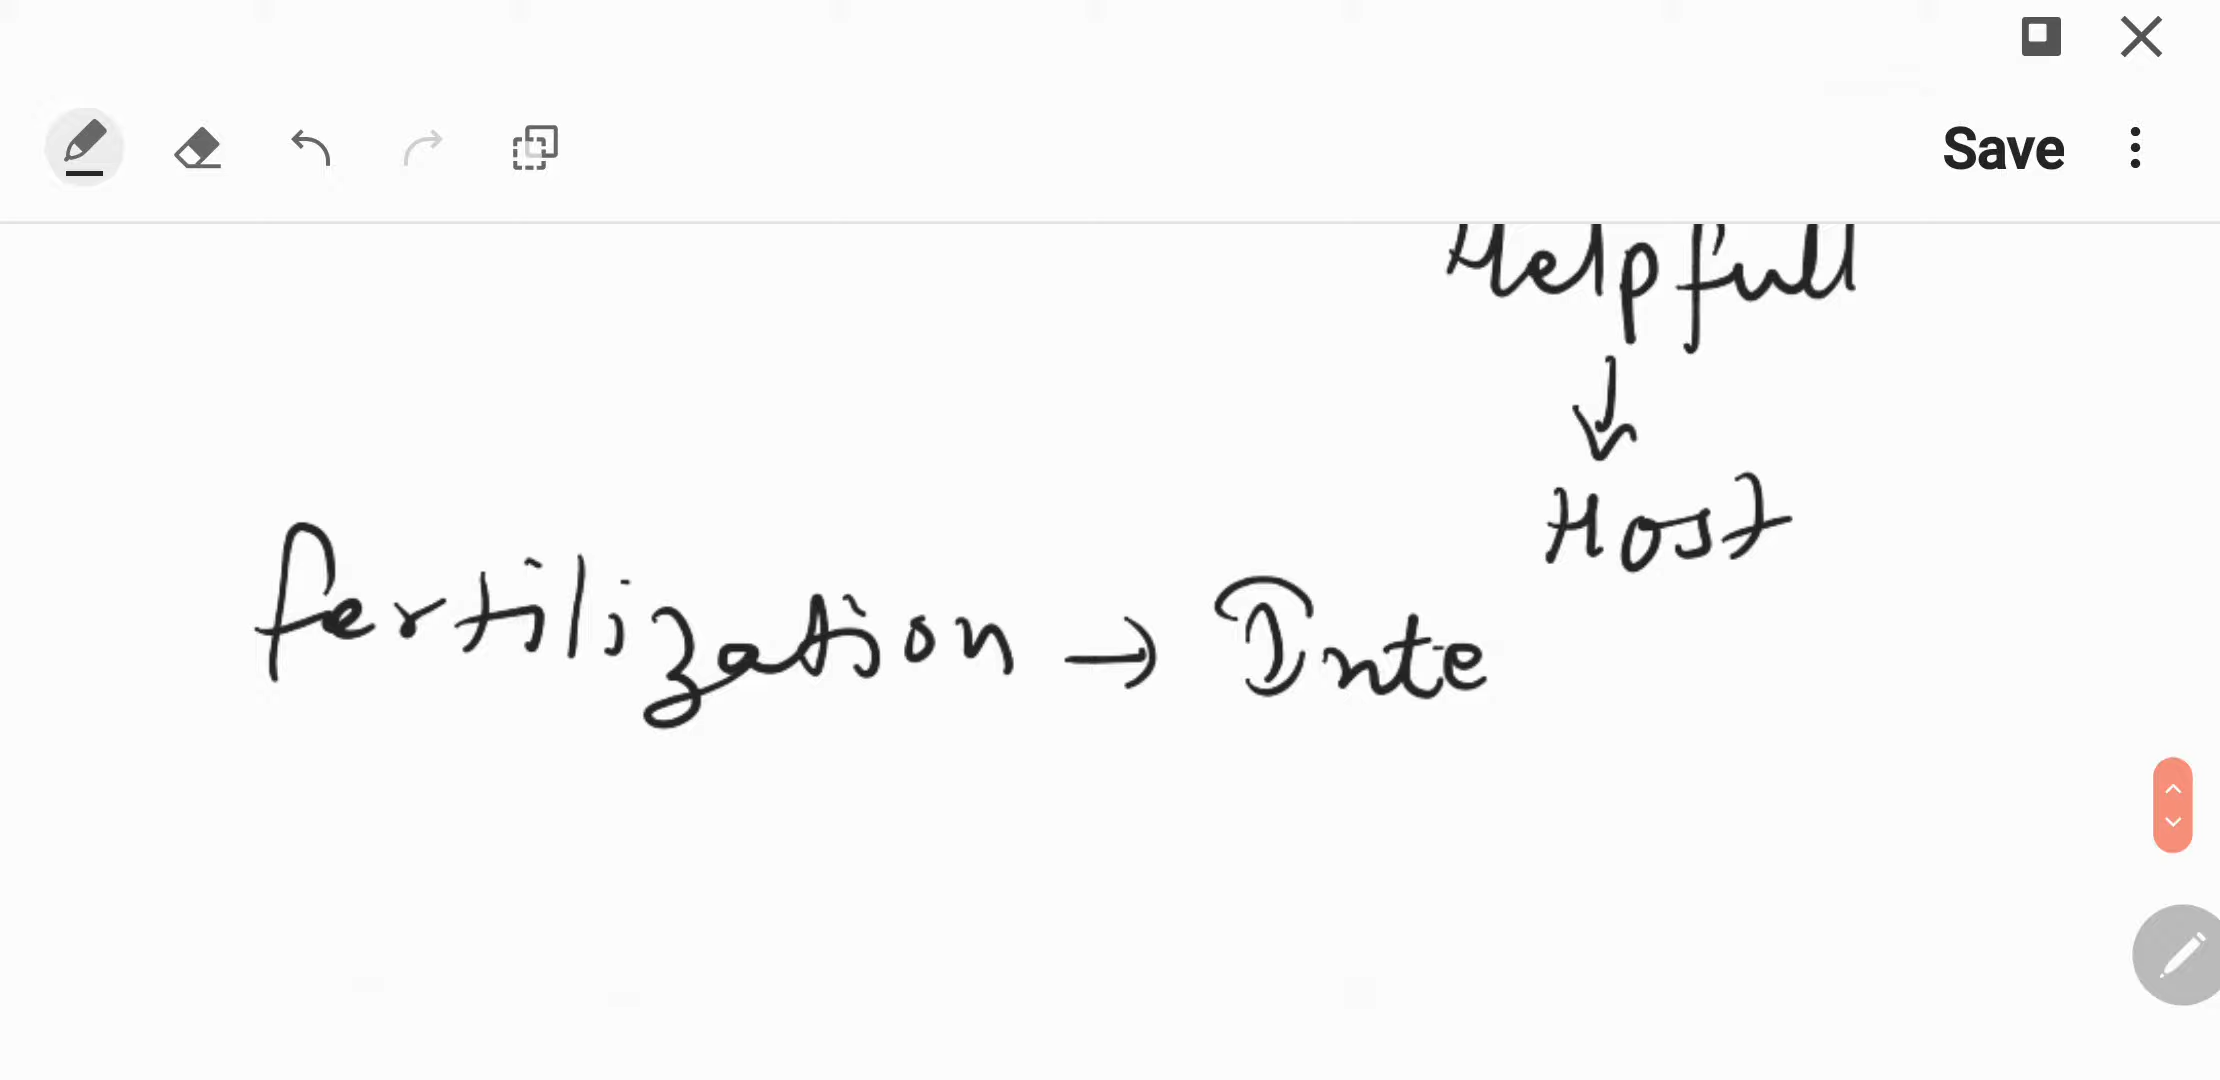 Save
Helpfull
↓
Host
fertilization → Inte